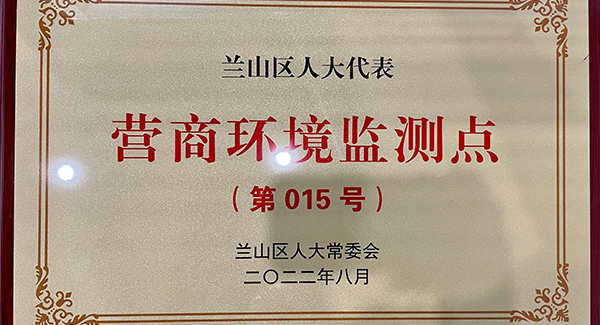 兰山区人大代表
营商环境监测点
（第 015 号）
兰山区人大常委会
二〇二二年八月